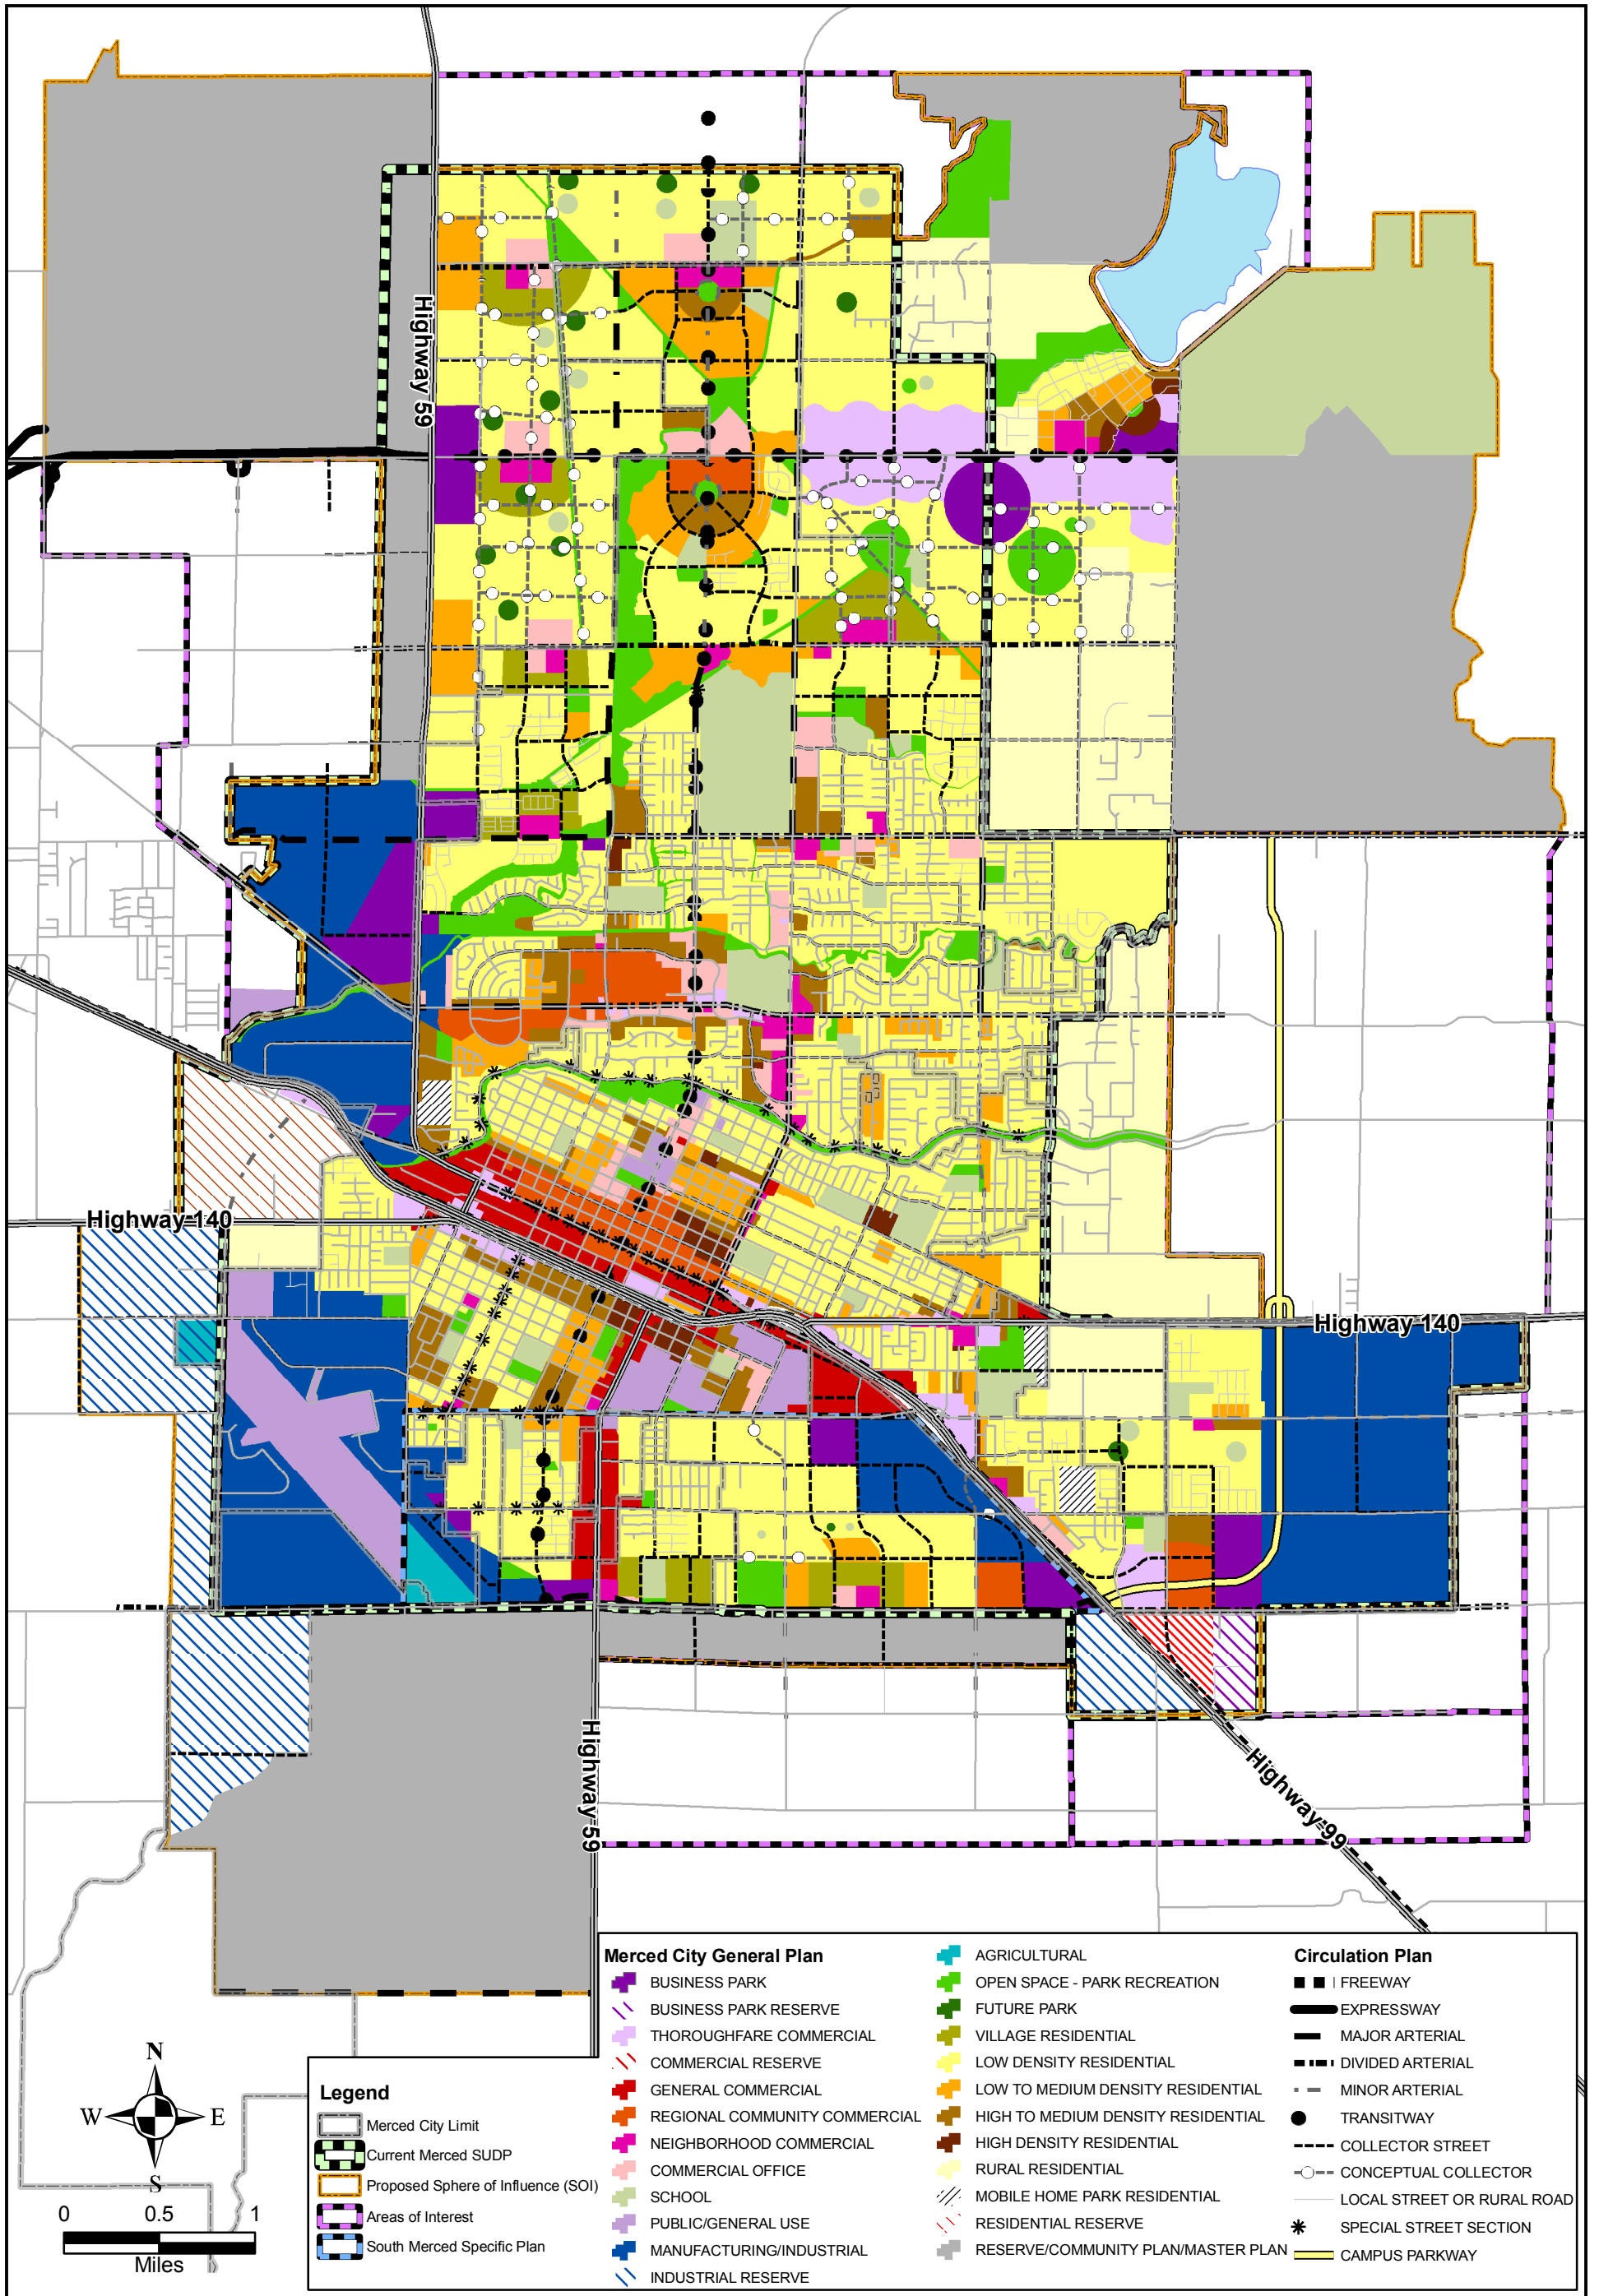 Highway 59
Highway 140
Highway 140
Highway 59
Highway 99
N
W
E
S
0
0.5
1
Miles
Legend
Merced City Limit
Current Merced SUDP
Proposed Sphere of Influence (SOI)
Areas of Interest
South Merced Specific Plan
Merced City General Plan
BUSINESS PARK
BUSINESS PARK RESERVE
THOROUGHFARE COMMERCIAL
COMMERCIAL RESERVE
GENERAL COMMERCIAL
REGIONAL COMMUNITY COMMERCIAL
NEIGHBORHOOD COMMERCIAL
COMMERCIAL OFFICE
SCHOOL
PUBLIC/GENERAL USE
MANUFACTURING/INDUSTRIAL
INDUSTRIAL RESERVE
AGRICULTURAL
OPEN SPACE - PARK RECREATION
FUTURE PARK
VILLAGE RESIDENTIAL
LOW DENSITY RESIDENTIAL
LOW TO MEDIUM DENSITY RESIDENTIAL
HIGH TO MEDIUM DENSITY RESIDENTIAL
HIGH DENSITY RESIDENTIAL
RURAL RESIDENTIAL
MOBILE HOME PARK RESIDENTIAL
RESIDENTIAL RESERVE
RESERVE/COMMUNITY PLAN/MASTER PLAN
Circulation Plan
FREEWAY
EXPRESSWAY
MAJOR ARTERIAL
DIVIDED ARTERIAL
MINOR ARTERIAL
TRANSITWAY
COLLECTOR STREET
CONCEPTUAL COLLECTOR
LOCAL STREET OR RURAL ROAD
SPECIAL STREET SECTION
CAMPUS PARKWAY